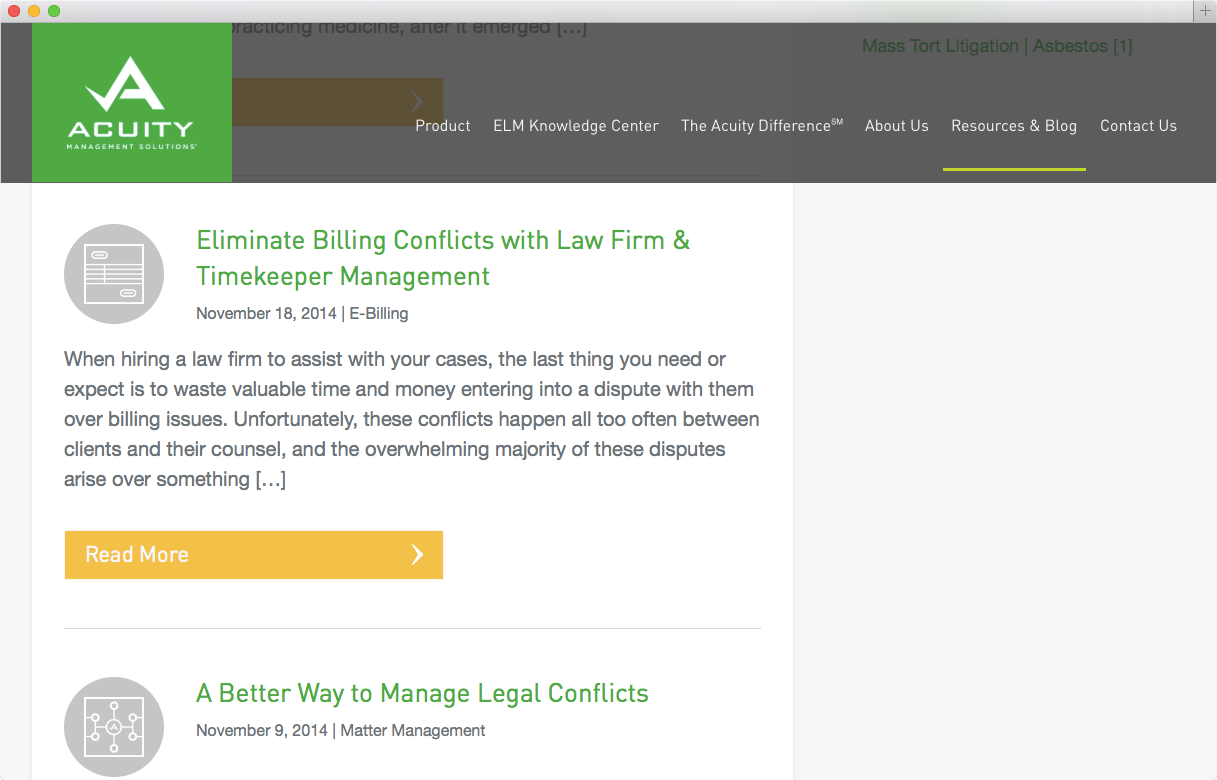 practicing medicine, after it emerged […]
Mass Tort Litigation | Asbestos [1]
ACUITY
MANAGEMENT SOLUTIONS
Product ELM Knowledge Center The Acuity Difference℠ About Us Resources & Blog Contact Us
Eliminate Billing Conflicts with Law Firm &
Timekeeper Management
November 18, 2014 | E-Billing
When hiring a law firm to assist with your cases, the last thing you need or
expect is to waste valuable time and money entering into a dispute with them
over billing issues. Unfortunately, these conflicts happen all too often between
clients and their counsel, and the overwhelming majority of these disputes
arise over something […]
Read More
A Better Way to Manage Legal Conflicts
November 9, 2014 | Matter Management